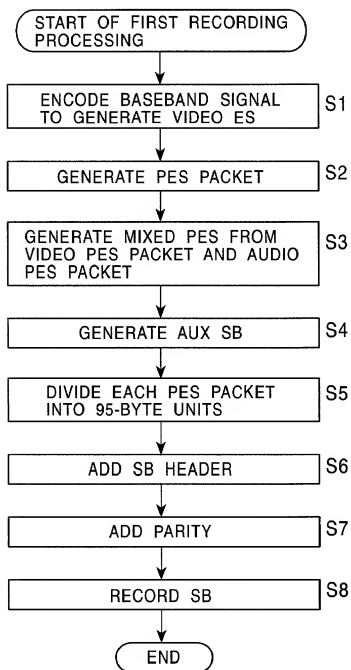 START OF FIRST RECORDING
PROCESSING
ENCODE BASEBAND SIGNAL
TO GENERATE VIDEO ES
S1
GENERATE PES PACKET
S2
GENERATE MIXED PES FROM
VIDEO PES PACKET AND AUDIO
PES PACKET
S3
GENERATE AUX SB
S4
DIVIDE EACH PES PACKET
INTO 95-BYTE UNITS
S5
ADD SB HEADER
S6
ADD PARITY
S7
RECORD SB
S8
END